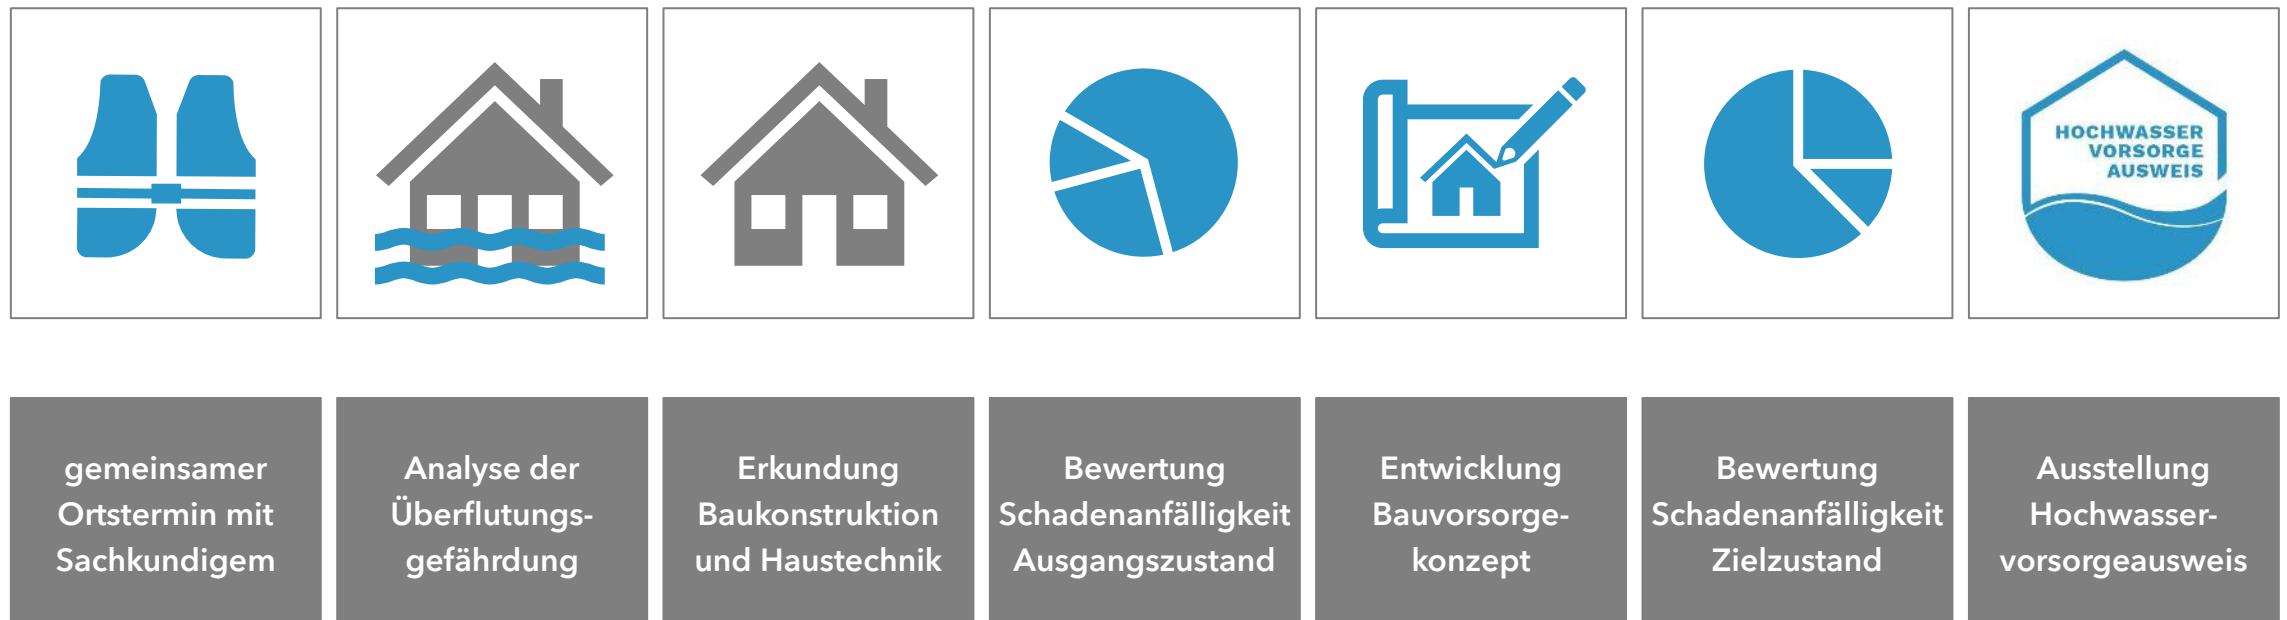 HOCHWASSER
VORSORGE
AUSWEIS
gemeinsamer
Ortstermin mit
Sachkundigem
Analyse der
Überflutungs-
gefährdung
Erkundung
Baukonstruktion
und Haustechnik
Bewertung
Schadenanfälligkeit
Ausgangszustand
Entwicklung
Bauvorsorge-
konzept
Bewertung
Schadenanfälligkeit
Zielzustand
Ausstellung
Hochwasser-
vorsorgeausweis